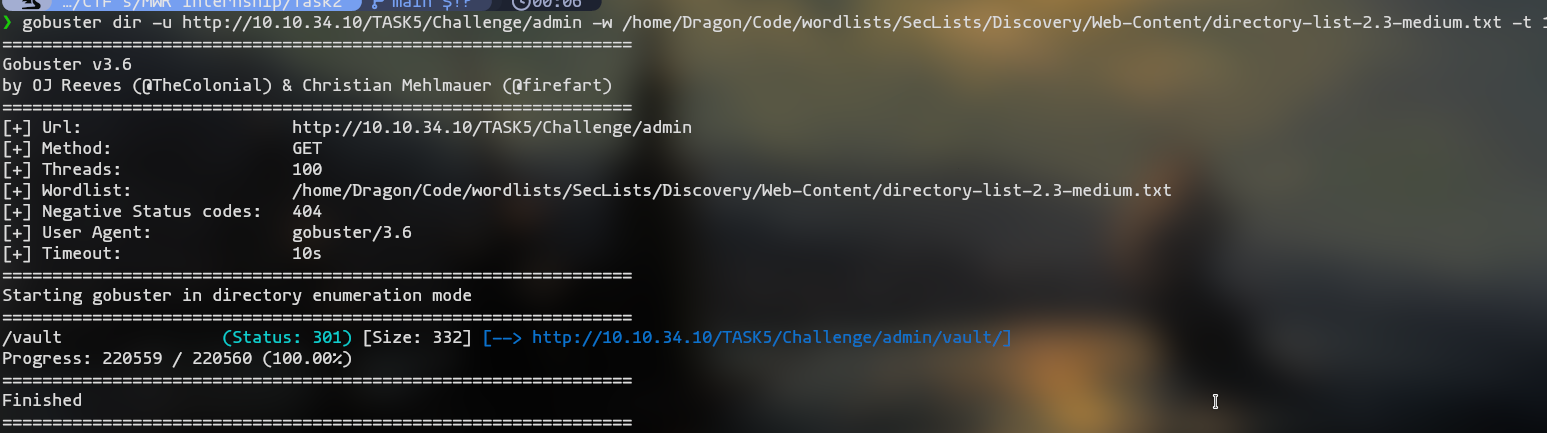 …/CTF's/MWR Internship/Task2 main $!? 00:06
❯ gobuster dir -u http://10.10.34.10/TASK5/Challenge/admin -w /home/Dragon/Code/wordlists/SecLists/Discovery/Web-Content/directory-list-2.3-medium.txt -t
===============================================================
Gobuster v3.6
by OJ Reeves (@TheColonial) & Christian Mehlmauer (@firefart)
===============================================================
[+] Url: http://10.10.34.10/TASK5/Challenge/admin
[+] Method: GET
[+] Threads: 100
[+] Wordlist: /home/Dragon/Code/wordlists/SecLists/Discovery/Web-Content/directory-list-2.3-medium.txt
[+] Negative Status codes: 404
[+] User Agent: gobuster/3.6
[+] Timeout: 10s
===============================================================
Starting gobuster in directory enumeration mode
===============================================================
/vault (Status: 301) [Size: 332] [--> http://10.10.34.10/TASK5/Challenge/admin/vault/]
Progress: 220559 / 220560 (100.00%)
===============================================================
Finished
===============================================================